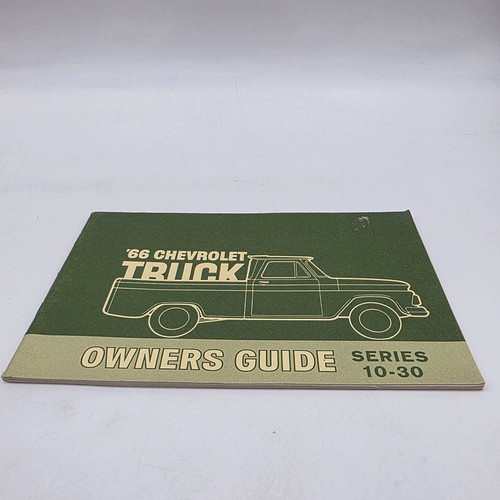 '66 CHEVROLET
TRUCK
OWNERS GUIDE
SERIES
10-30